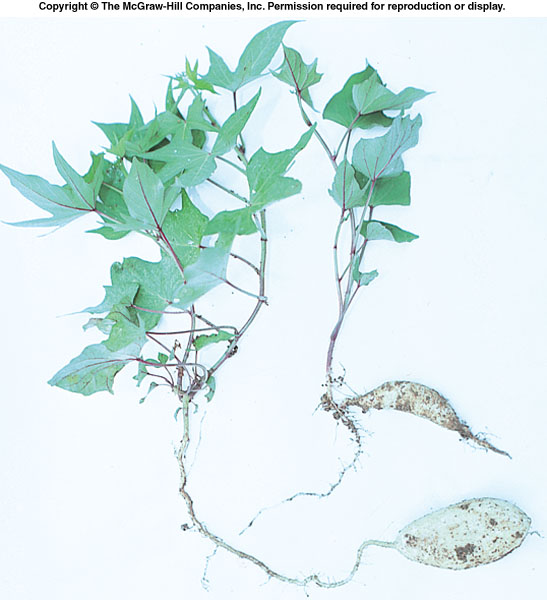 Copyright © The McGraw-Hill Companies, Inc. Permission required for reproduction or display.